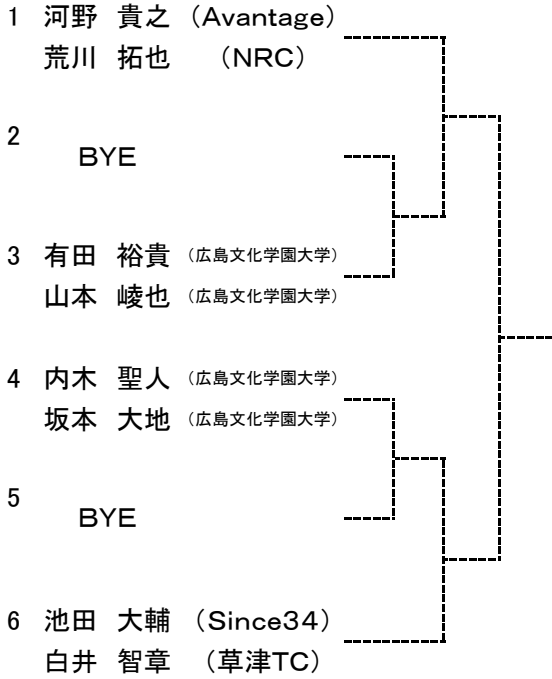 1 河野 貴之 (Avantage)
荒川 拓也 (NRC)
2
BYE
3 有田 裕貴 (広島文化学園大学)
山本 崚也 (広島文化学園大学)
4 内木 聖人 (広島文化学園大学)
坂本 大地 (広島文化学園大学)
5
BYE
6 池田 大輔 (Since34)
白井 智章 (草津TC)